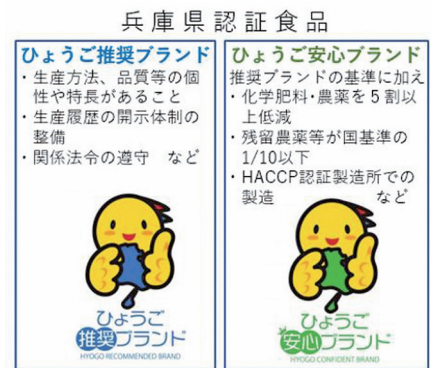 兵庫県認証食品
ひょうご推奨ブランド
・生産方法、品質等の個
性や特長があること
・生産履歴の開示体制の
整備
・関係法令の遵守　など
ひょうご
推奨ブランド
HYOGO RECOMMENDED BRAND
ひょうご安心ブランド
推奨ブランドの基準に加え
・化学肥料・農薬を5割以
上低減
・残留農薬等が国基準の
1/10以下
・HACCP認証製造所での
製造　など
ひょうご
安心ブランド
HYOGO CONFIDENT BRAND